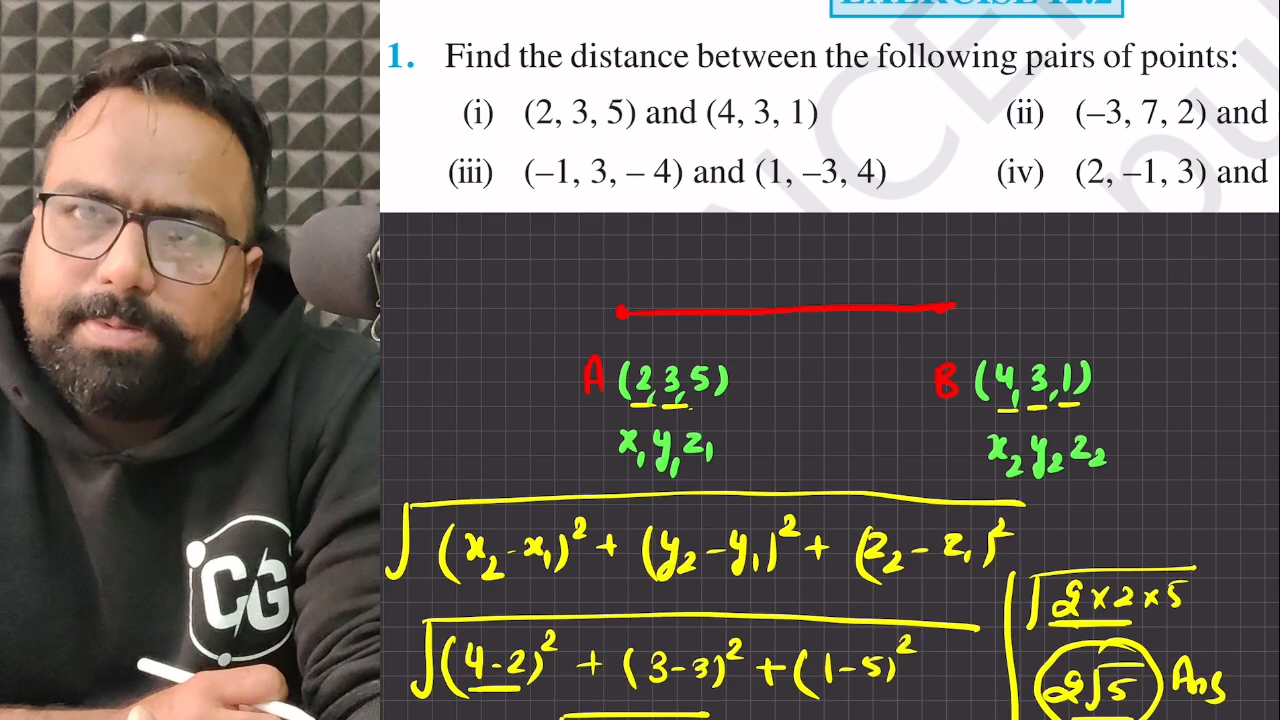 EXERCISE 12.2
1. Find the distance between the following pairs of points:
(i) (2, 3, 5) and (4, 3, 1) (ii) (–3, 7, 2) and
(iii) (–1, 3, – 4) and (1, –3, 4) (iv) (2, –1, 3) and
A (2,3,5) B (4,3,1)
x₁ y₁ z₁ x₂ y₂ z₂
√(x₂-x₁)² + (y₂-y₁)² + (z₂-z₁)²
√2×2×5
√(4-2)² + (3-3)² + (1-5)²
2√5 Ans
CG